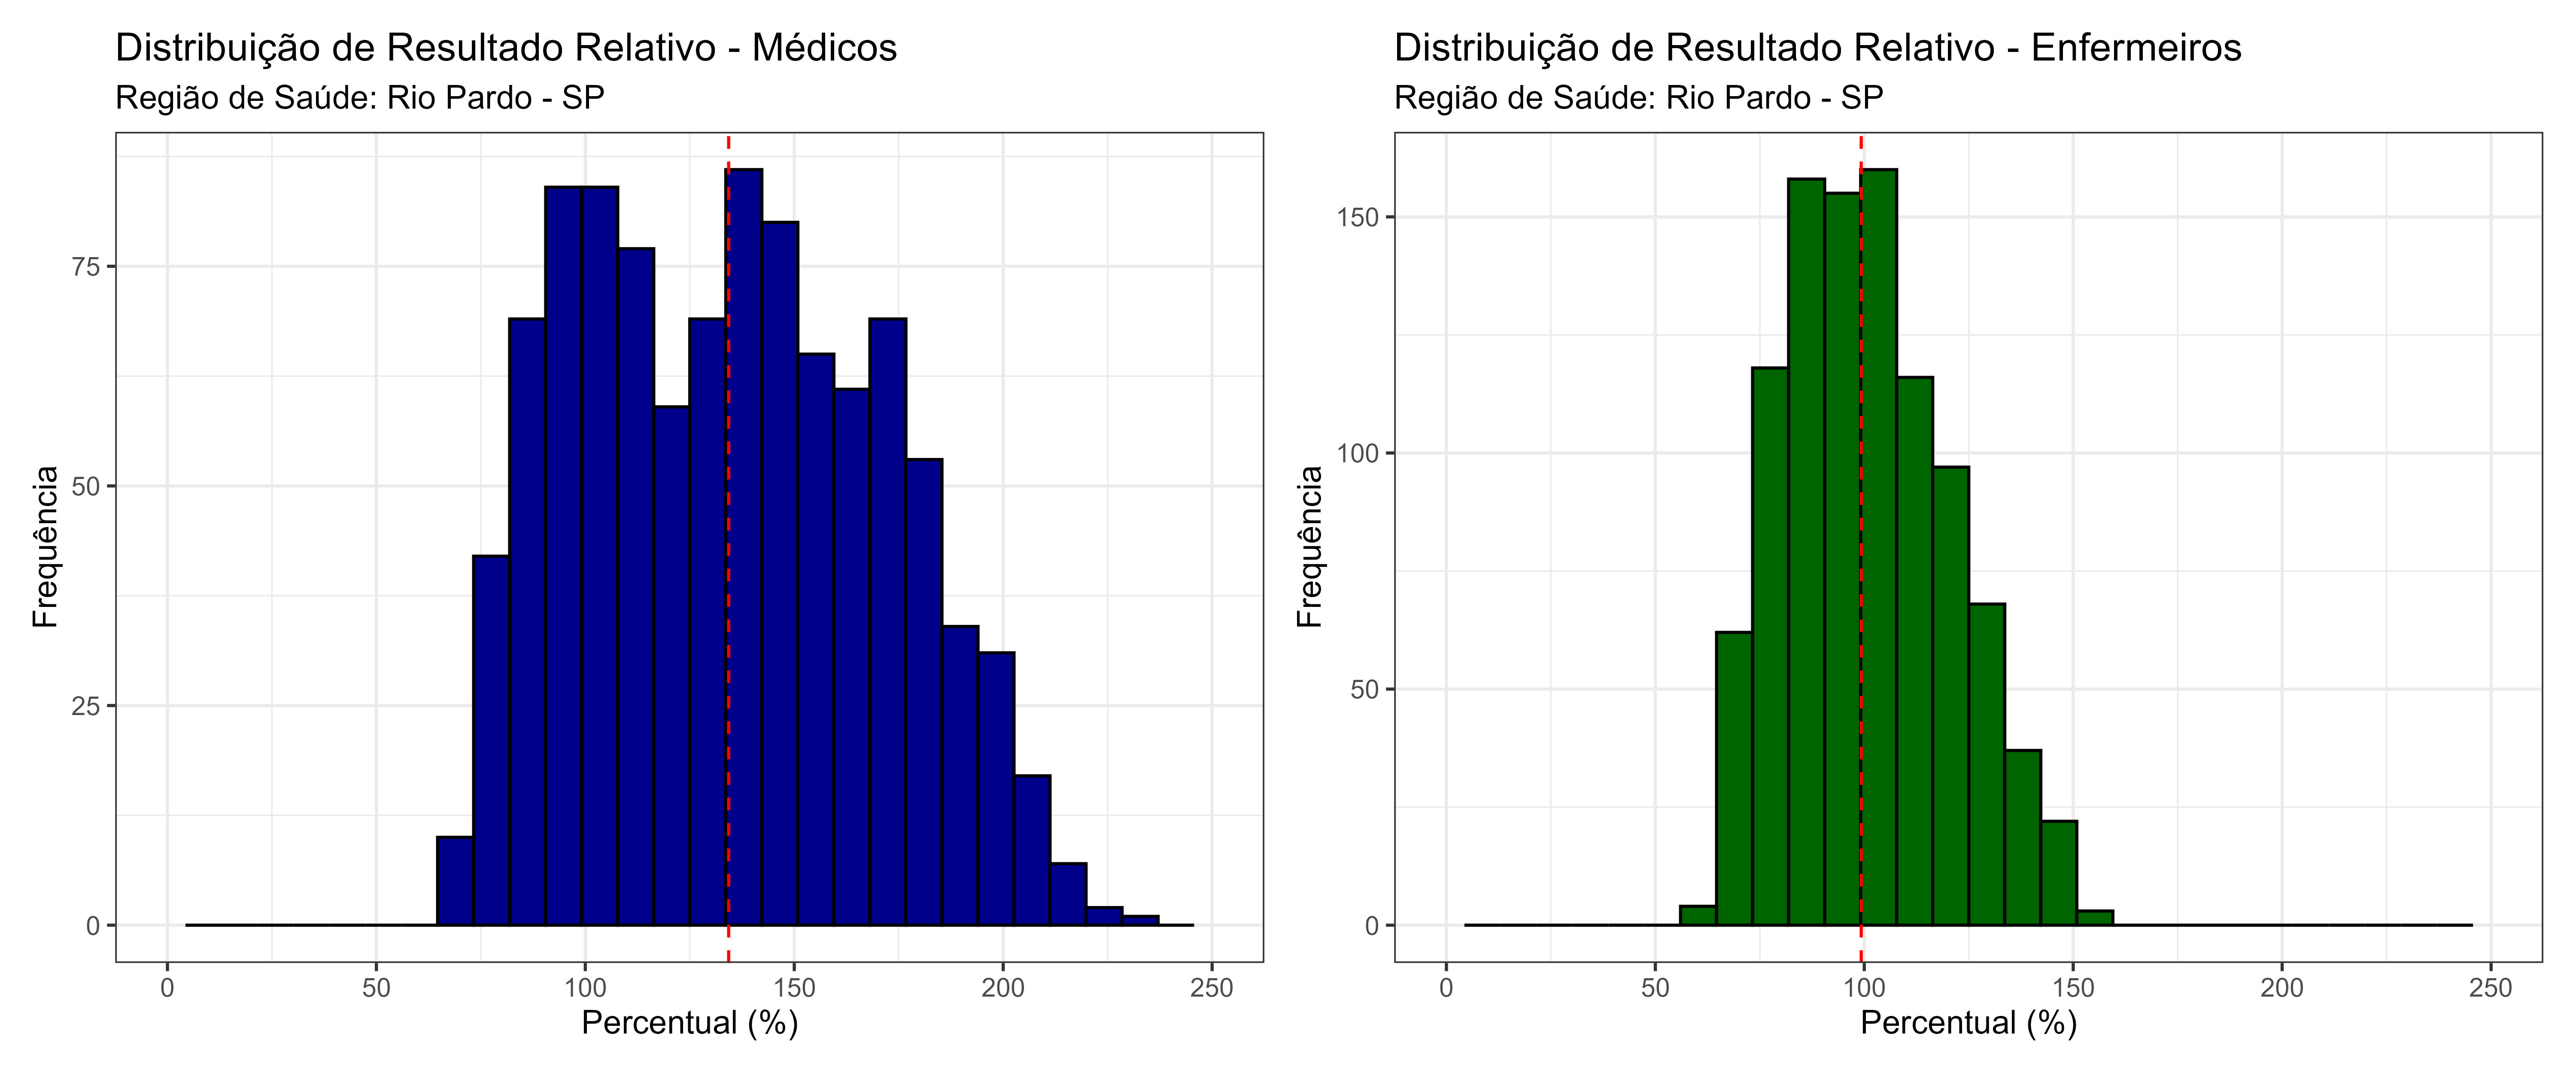 Distribuição de Resultado Relativo - Médicos
Região de Saúde: Rio Pardo - SP
Frequência
75
50
25
0
0
50
100
150
200
250
Percentual (%)
Distribuição de Resultado Relativo - Enfermeiros
Região de Saúde: Rio Pardo - SP
Frequência
150
100
50
0
0
50
100
150
200
250
Percentual (%)